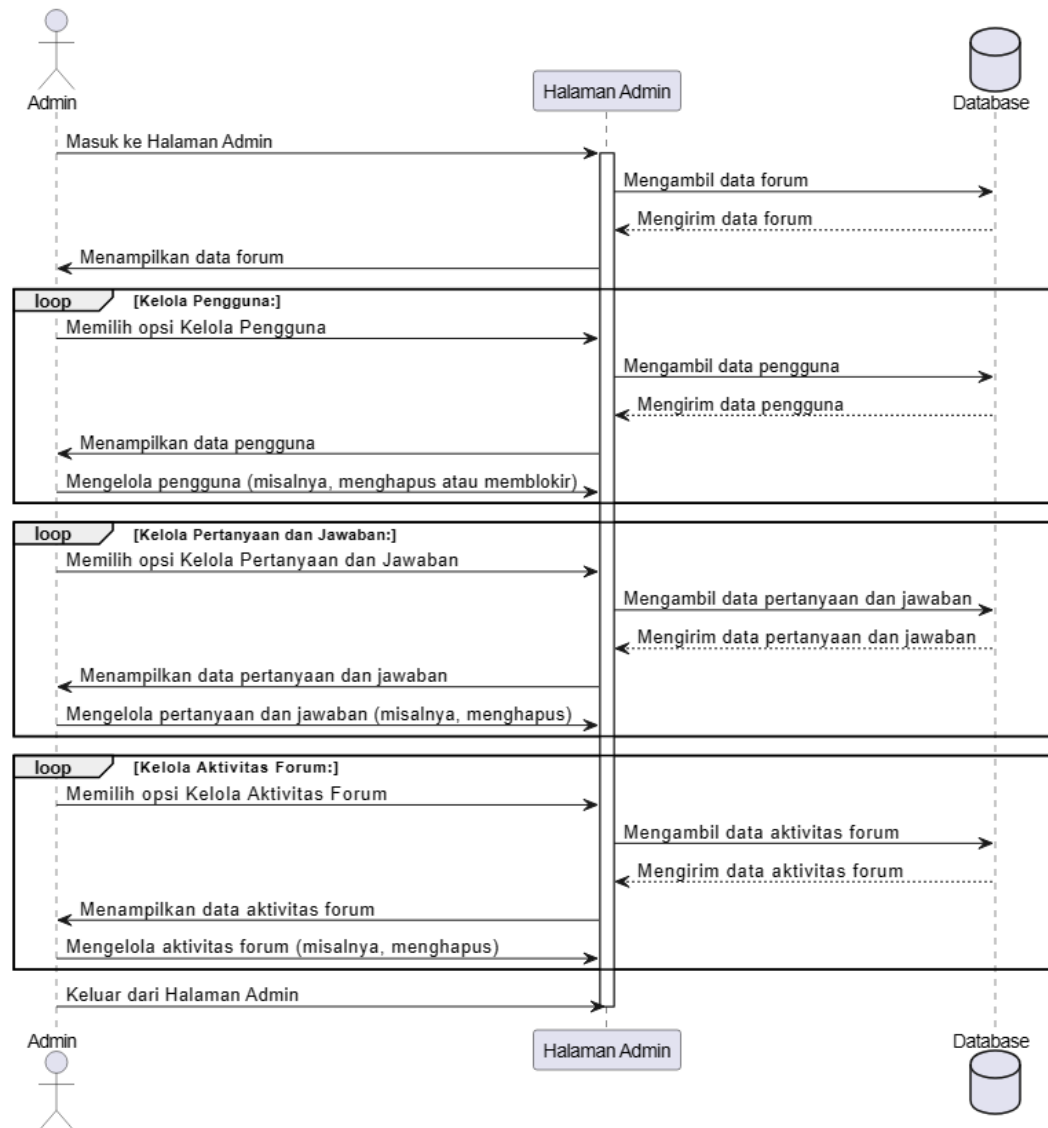 Admin
Halaman Admin
Database
Masuk ke Halaman Admin
Mengambil data forum
Mengirim data forum
Menampilkan data forum
loop [Kelola Pengguna:]
Memilih opsi Kelola Pengguna
Mengambil data pengguna
Mengirim data pengguna
Menampilkan data pengguna
Mengelola pengguna (misalnya, menghapus atau memblokir)
loop [Kelola Pertanyaan dan Jawaban:]
Memilih opsi Kelola Pertanyaan dan Jawaban
Mengambil data pertanyaan dan jawaban
Mengirim data pertanyaan dan jawaban
Menampilkan data pertanyaan dan jawaban
Mengelola pertanyaan dan jawaban (misalnya, menghapus)
loop [Kelola Aktivitas Forum:]
Memilih opsi Kelola Aktivitas Forum
Mengambil data aktivitas forum
Mengirim data aktivitas forum
Menampilkan data aktivitas forum
Mengelola aktivitas forum (misalnya, menghapus)
Keluar dari Halaman Admin
Admin
Halaman Admin
Database